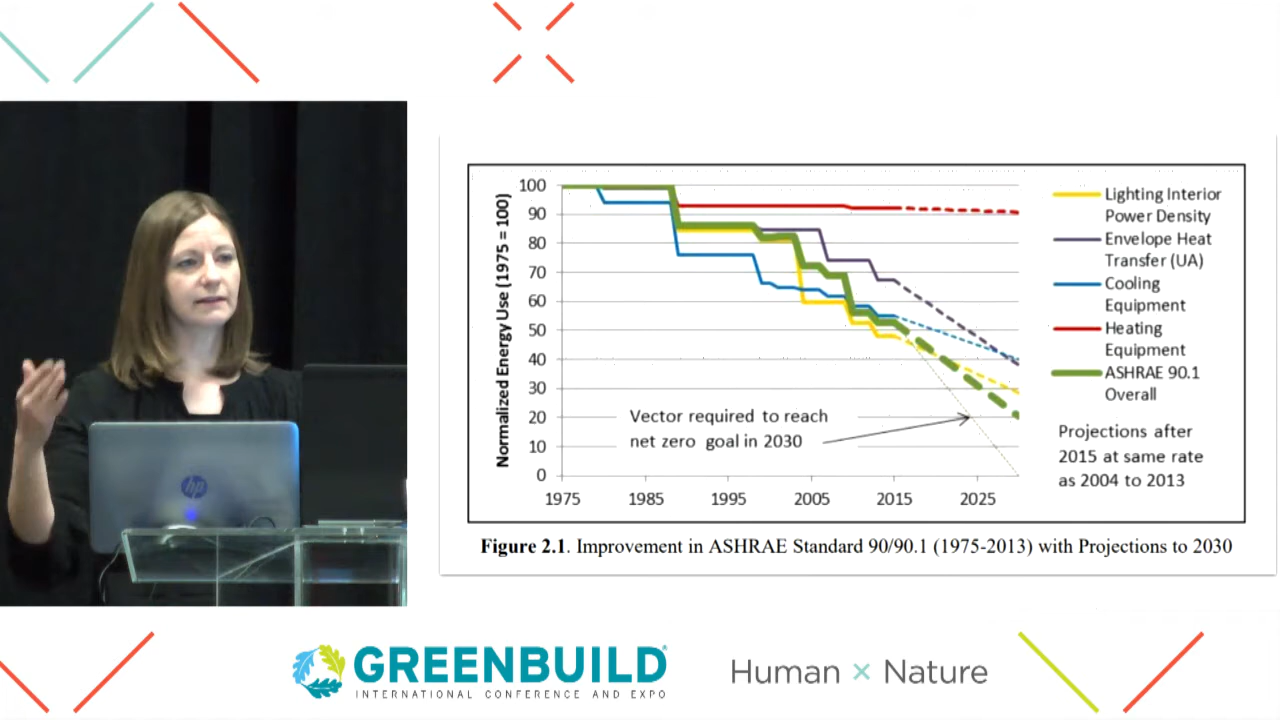 hp
Normalized Energy Use (1975 = 100)
100
90
80
70
60
50
40
30
20
10
0
1975
1985
1995
2005
2015
2025
Vector required to reach
net zero goal in 2030
Lighting Interior
Power Density
Envelope Heat
Transfer (UA)
Cooling
Equipment
Heating
Equipment
ASHRAE 90.1
Overall
Projections after
2015 at same rate
as 2004 to 2013
Figure 2.1. Improvement in ASHRAE Standard 90/90.1 (1975-2013) with Projections to 2030
GREENBUILD
INTERNATIONAL CONFERENCE AND EXPO
Human × Nature